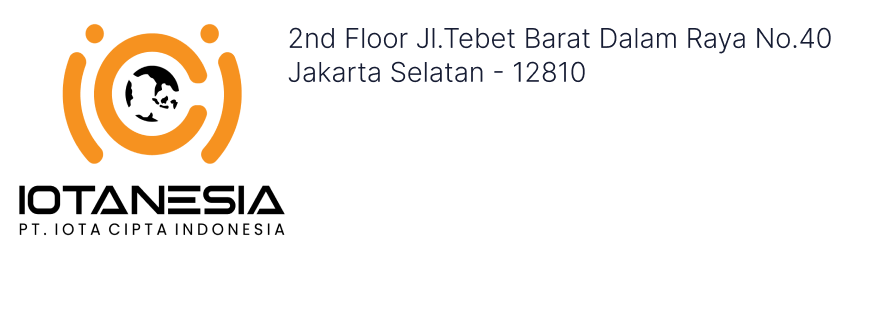 2nd Floor Jl.Tebet Barat Dalam Raya No.40
Jakarta Selatan - 12810
IOTANESIA
PT. IOTA CIPTA INDONESIA